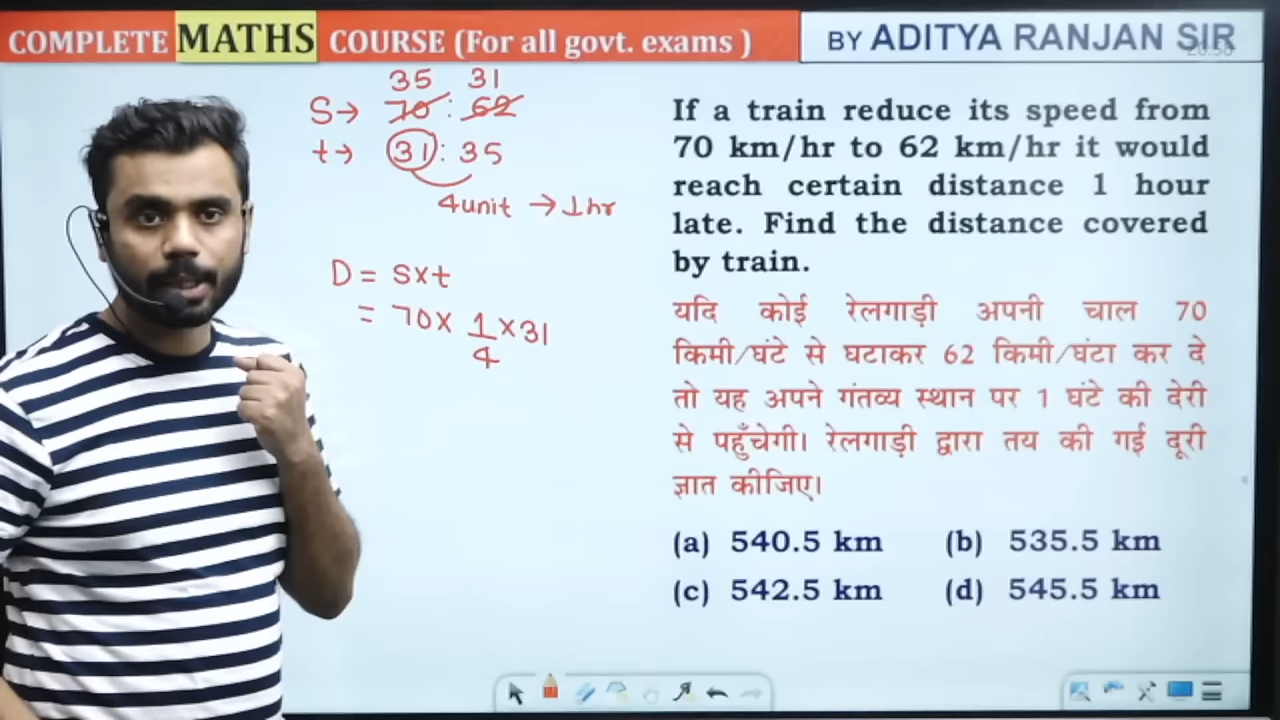 COMPLETE MATHS COURSE (For all govt. exams )
BY ADITYA RANJAN SIR
35 31
S→ 70 : 62
t→ 31 : 35
4unit → 1hr
D = S×t
= 70× 1/4 ×31
If a train reduce its speed from
70 km/hr to 62 km/hr it would
reach certain distance 1 hour
late. Find the distance covered
by train.
यदि कोई रेलगाड़ी अपनी चाल 70
किमी/घंटे से घटाकर 62 किमी/घंटा कर दे
तो यह अपने गंतव्य स्थान पर 1 घंटे की देरी
से पहुँचेगी। रेलगाड़ी द्वारा तय की गई दूरी
ज्ञात कीजिए।
(a) 540.5 km (b) 535.5 km
(c) 542.5 km (d) 545.5 km